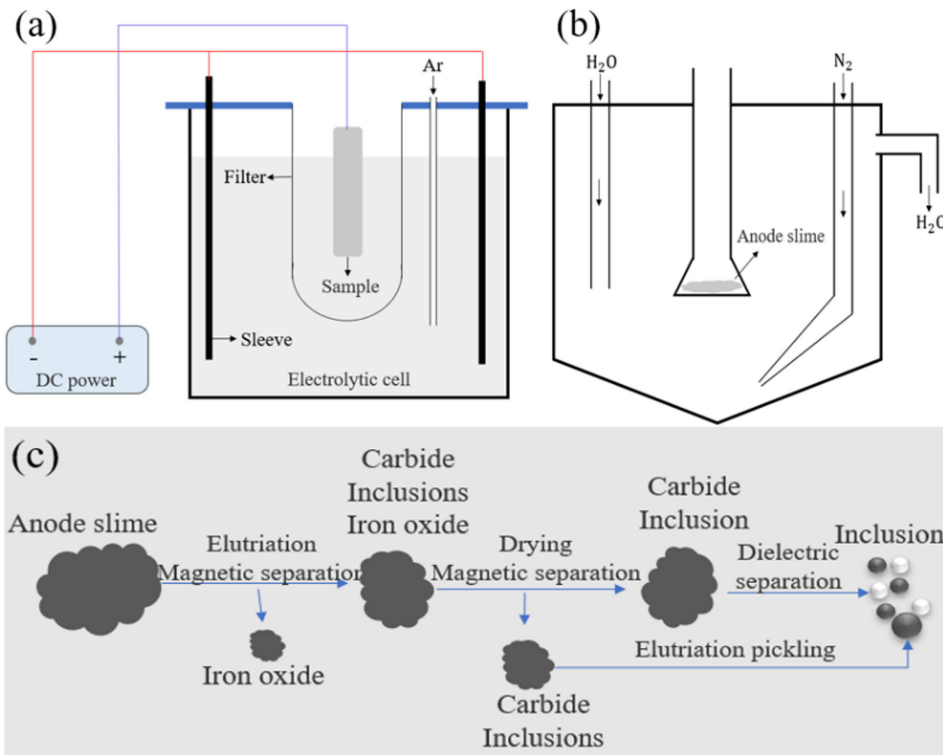 (a)
Ar
Filter
Sample
Sleeve
- +
DC power
Electrolytic cell
(b)
H₂O
N₂
H₂O
Anode slime
(c)
Anode slime
Elutriation
Magnetic separation
Iron oxide
Carbide
Inclusions
Iron oxide
Drying
Magnetic separation
Carbide
Inclusions
Carbide
Inclusion
Dielectric
separation
Elutriation pickling
Inclusion